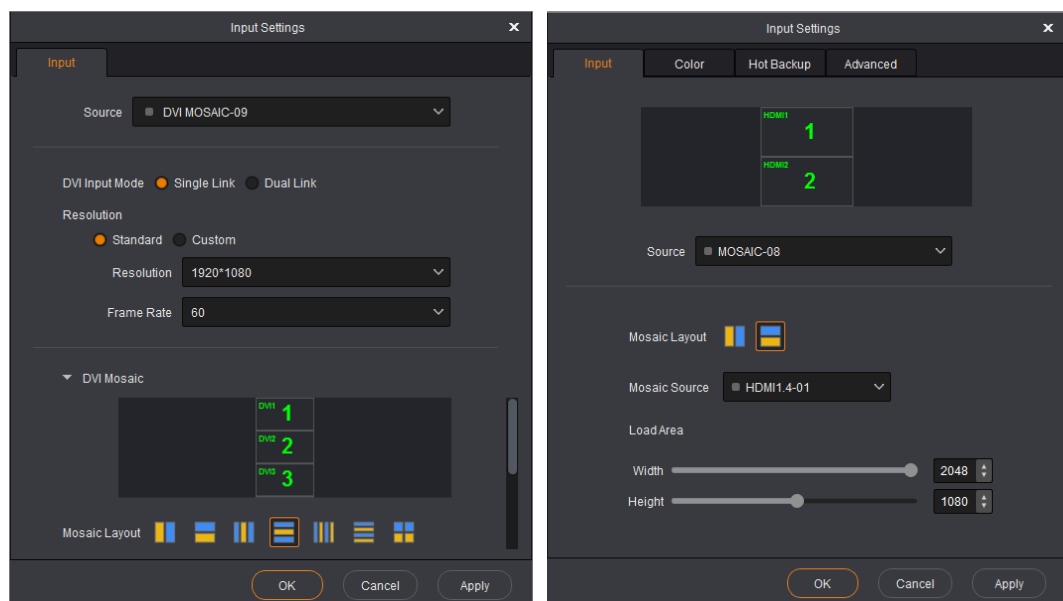 Input Settings
Input
Source DVI MOSAIC-09
DVI Input Mode Single Link Dual Link
Resolution
Standard Custom
Resolution 1920*1080
Frame Rate 60
DVI Mosaic
DVI1 1
DVI2 2
DVI3 3
Mosaic Layout
OK Cancel Apply
Input Settings
Input Color Hot Backup Advanced
HDMI1 1
HDMI2 2
Source MOSAIC-08
Mosaic Layout
Mosaic Source HDMI1.4-01
Load Area
Width 2048
Height 1080
OK Cancel Apply